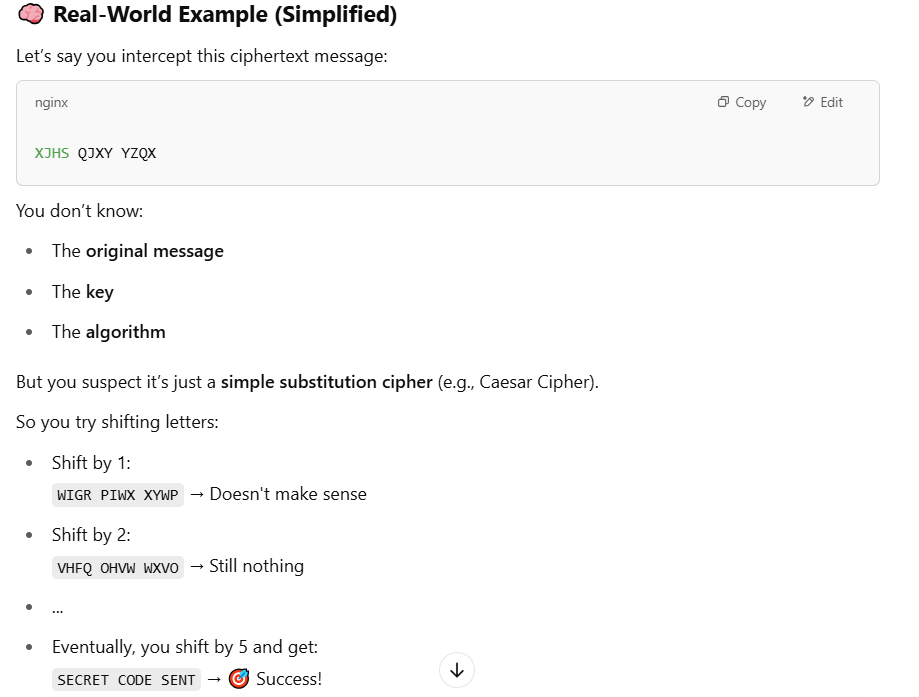 🧠 Real-World Example (Simplified)
Let’s say you intercept this ciphertext message:
nginx
Copy
Edit
XJHS QJXY YZQX
You don’t know:
• The original message
• The key
• The algorithm
But you suspect it’s just a simple substitution cipher (e.g., Caesar Cipher).
So you try shifting letters:
• Shift by 1:
WIGR PIWX XYWP → Doesn't make sense
• Shift by 2:
VHFQ OHVW WXVO → Still nothing
• ...
• Eventually, you shift by 5 and get:
SECRET CODE SENT → 🎯 Success!